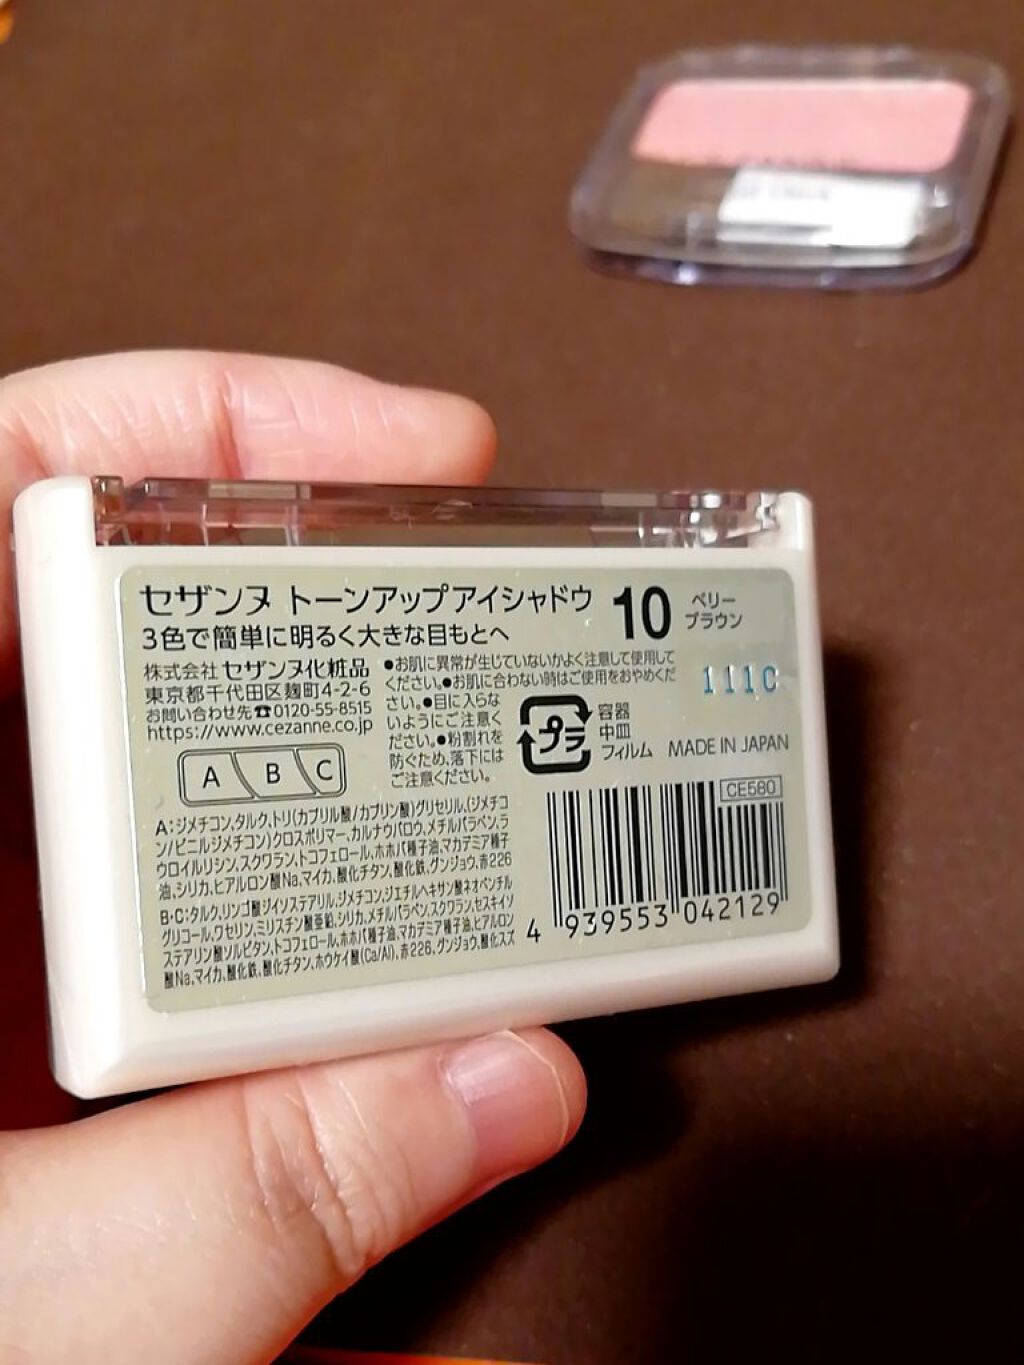 セザンヌ トーンアップアイシャドウ 10 ベリー
ブラウン
3色で簡単に明るく大きな目もとへ
株式会社 セザンヌ化粧品
東京都千代田区麹町4-2-6
お問い合わせ先☎0120-55-8515
https://www.cezanne.co.jp
●お肌に異常が生じていないかよく注意して使用して
ください。●お肌に合わない時はご使用をおやめくだ
さい。●目に入らな
いようにご注意く
ださい。●粉割れを
防ぐため、落下には
ご注意ください。
111C
プラ
容器
中皿
フィルム
MADE IN JAPAN
A B C
A:ジメチコン、タルク、トリ(カプリル酸/カプリン酸)グリセリル、(ジメチコ
ン/ビニルジメチコン)クロスポリマー、カルナウバロウ、メチルパラベン、ラ
ウロイルリシン、スクワラン、トコフェロール、ホホバ種子油、マカデミア種子
油、シリカ、ヒアルロン酸Na、マイカ、酸化チタン、酸化鉄、グンジョウ、赤226
B・C:タルク、リンゴ酸ジイソステアリル、ジメチコン、ジエチルヘキサン酸ネオペンチル
グリコール、ワセリン、ミリスチン酸亜鉛、シリカ、メチルパラベン、スクワラン、セスキイソ
ステアリン酸ソルビタン、トコフェロール、ホホバ種子油、マカデミア種子油、ヒアルロン
酸Na、マイカ、酸化鉄、酸化チタン、ホウケイ酸(Ca/Al)、赤226、グンジョウ、酸化スズ
CE580
4 939553 042129